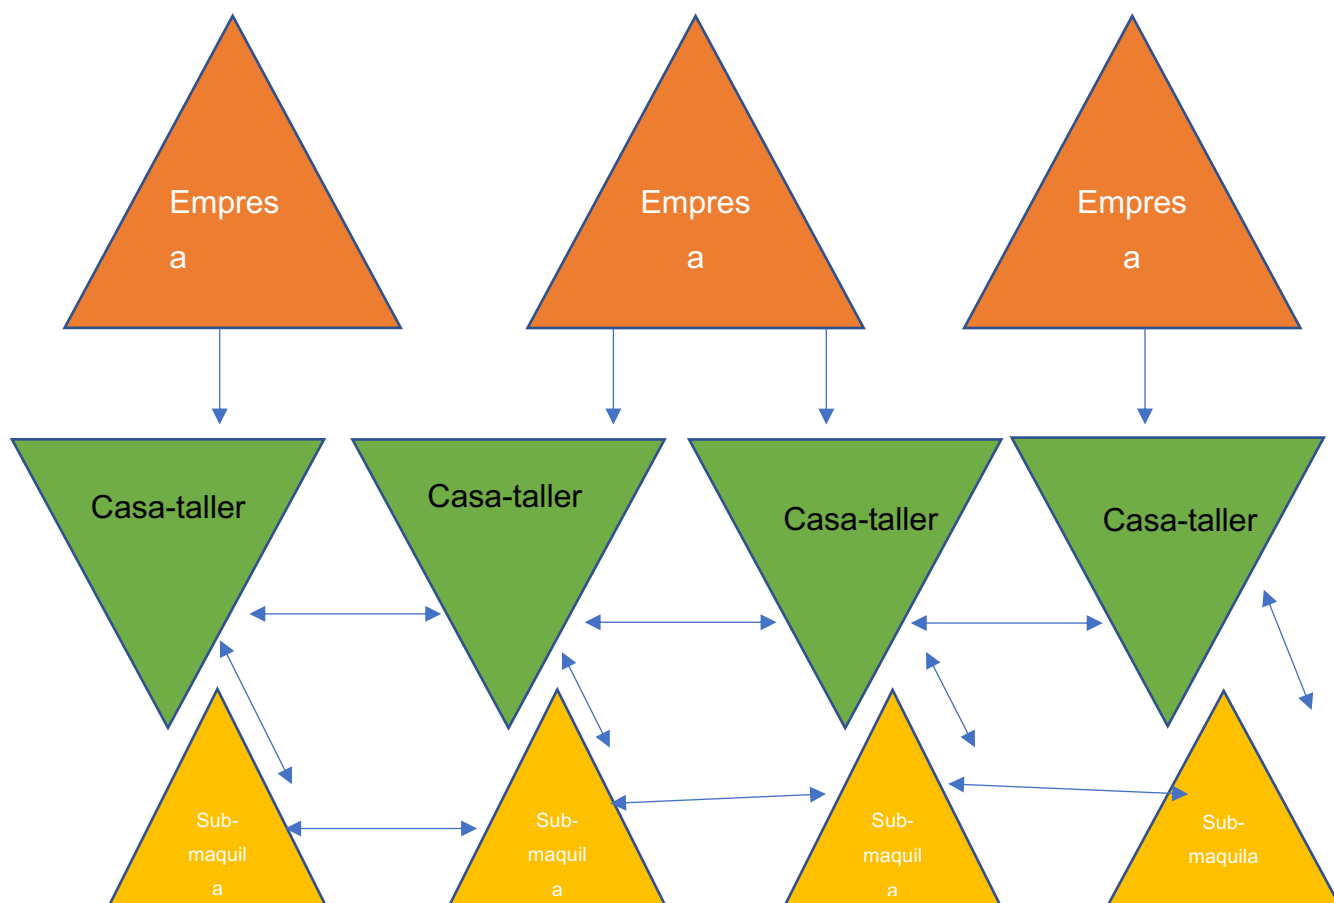 Empres
a
Empres
a
Empres
a
Casa-taller
Casa-taller
Casa-taller
Casa-taller
Sub-
maquil
a
Sub-
maquil
a
Sub-
maquil
a
Sub-
maquila